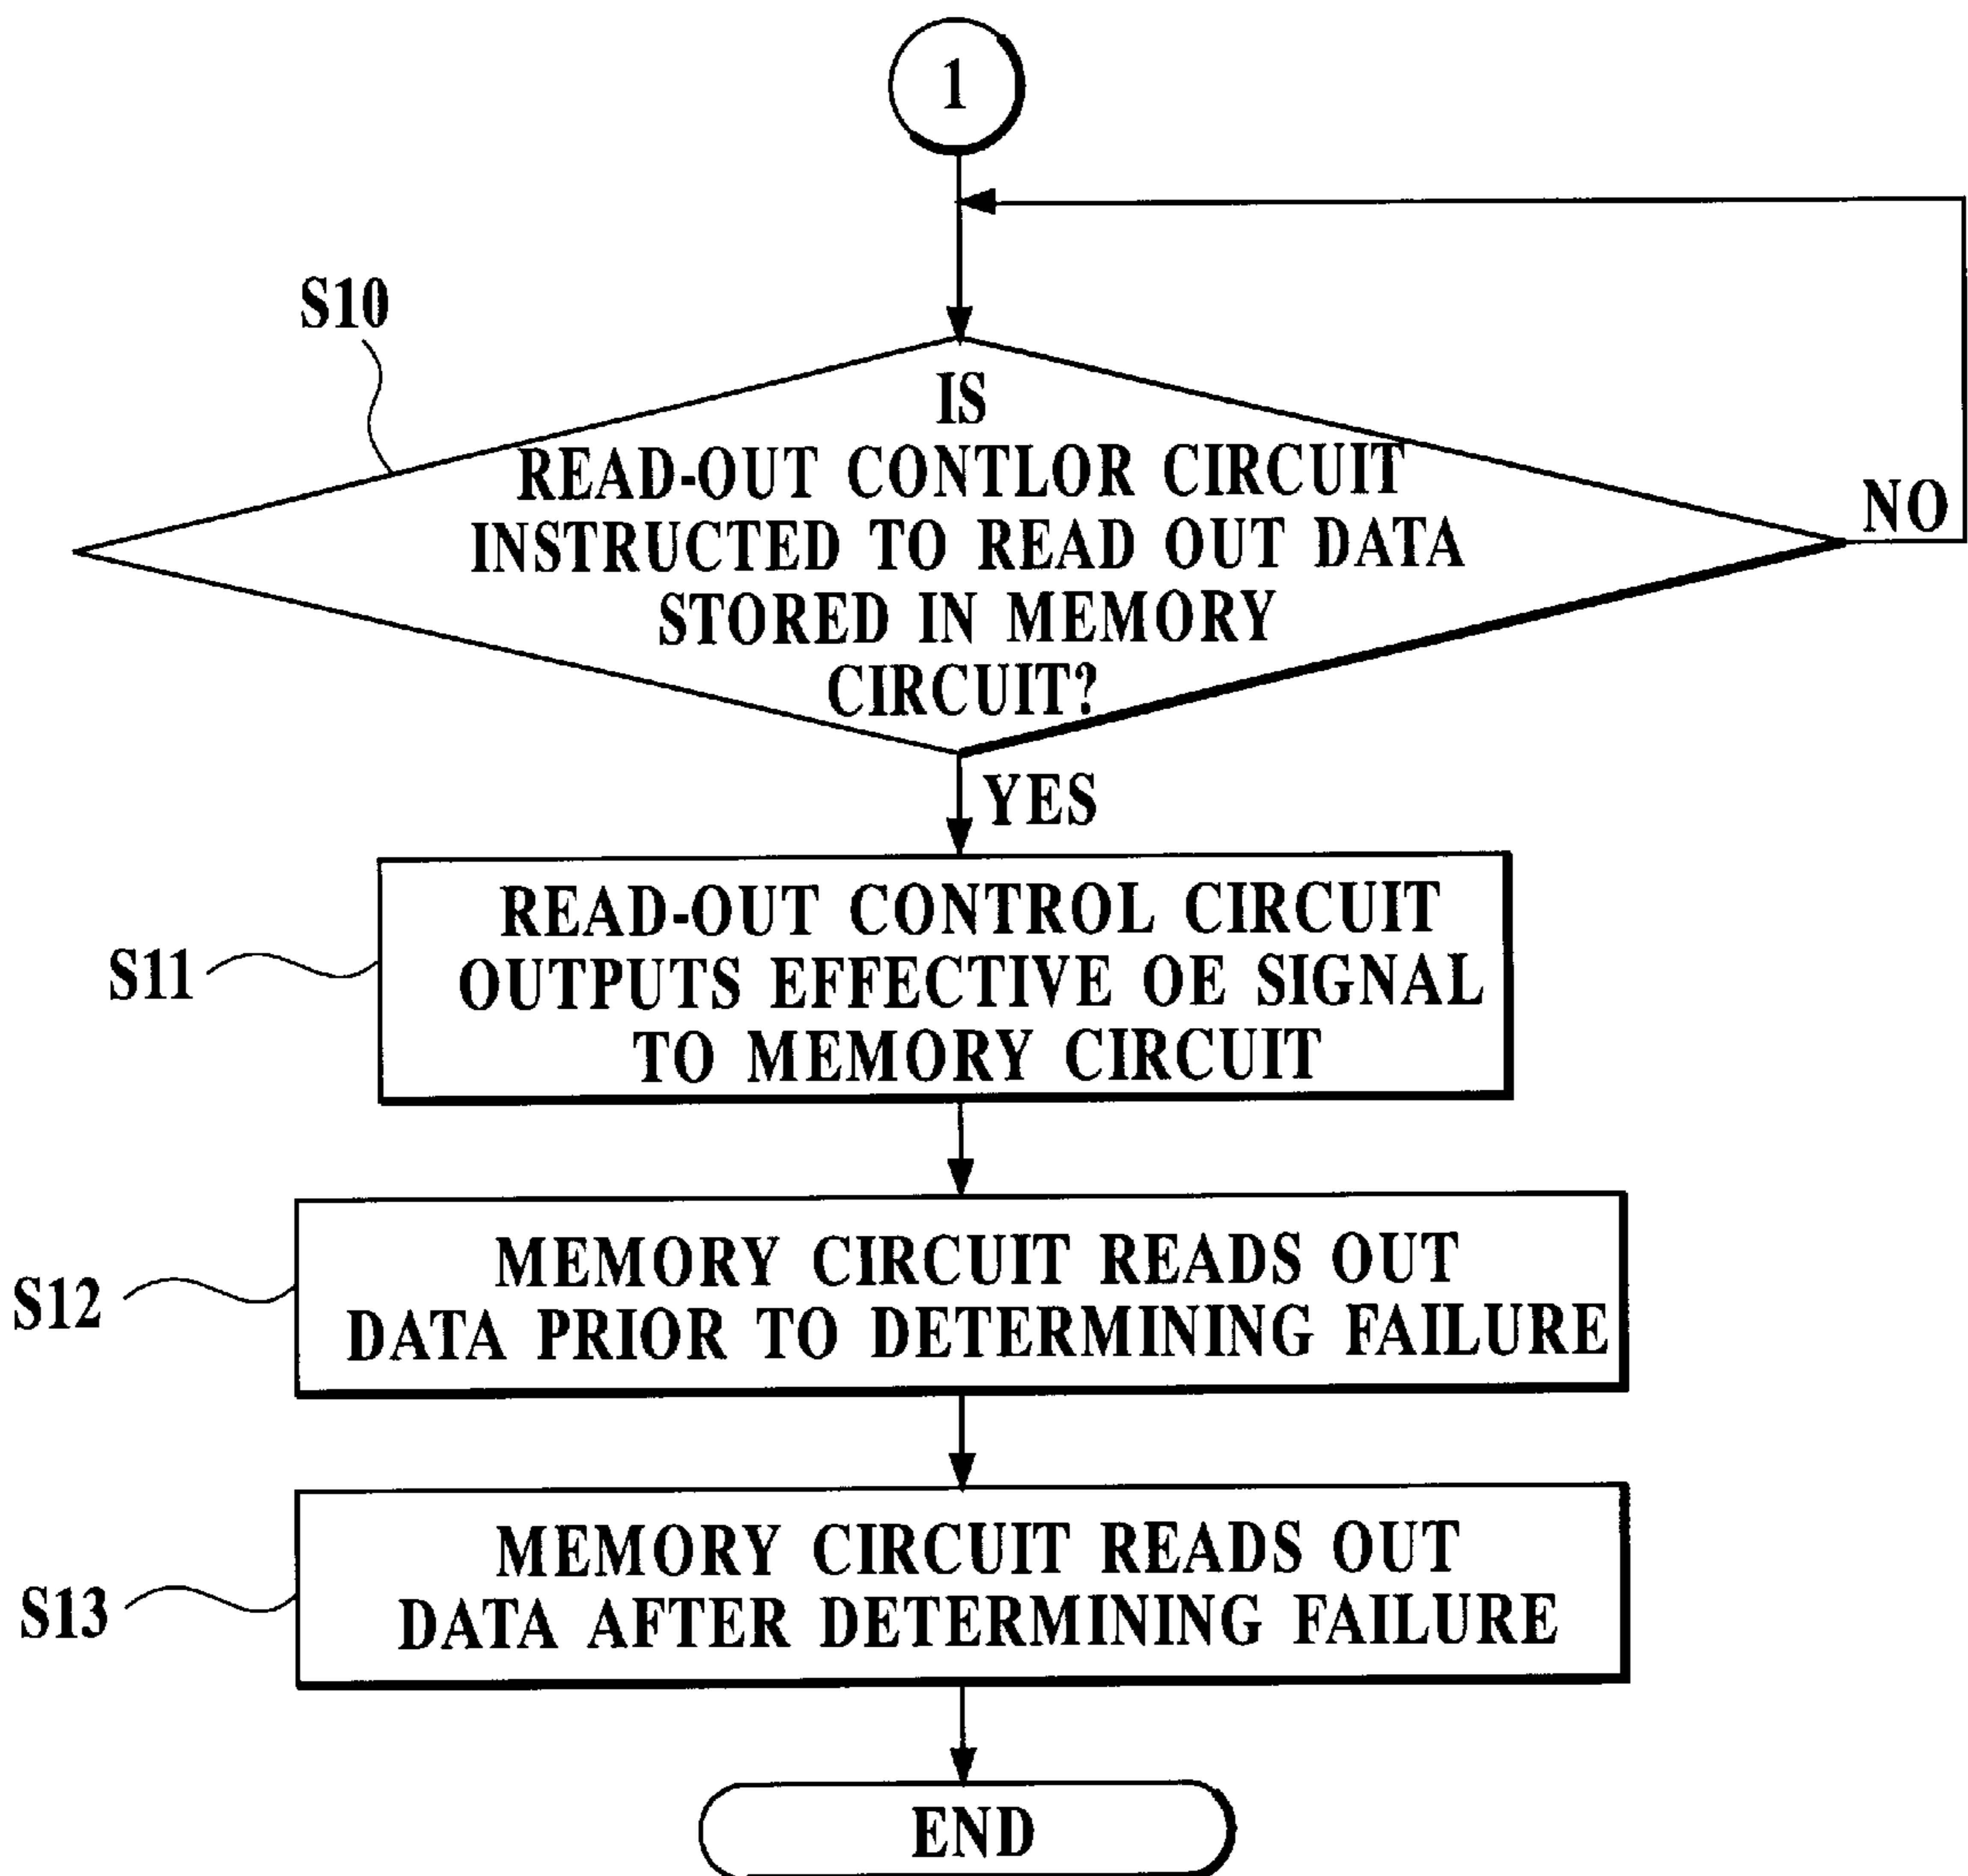 1
S10
IS
READ-OUT CONTLOR CIRCUIT
INSTRUCTED TO READ OUT DATA
STORED IN MEMORY
CIRCUIT?
NO
YES
S11
READ-OUT CONTROL CIRCUIT
OUTPUTS EFFECTIVE OE SIGNAL
TO MEMORY CIRCUIT
S12
MEMORY CIRCUIT READS OUT
DATA PRIOR TO DETERMINING FAILURE
S13
MEMORY CIRCUIT READS OUT
DATA AFTER DETERMINING FAILURE
END